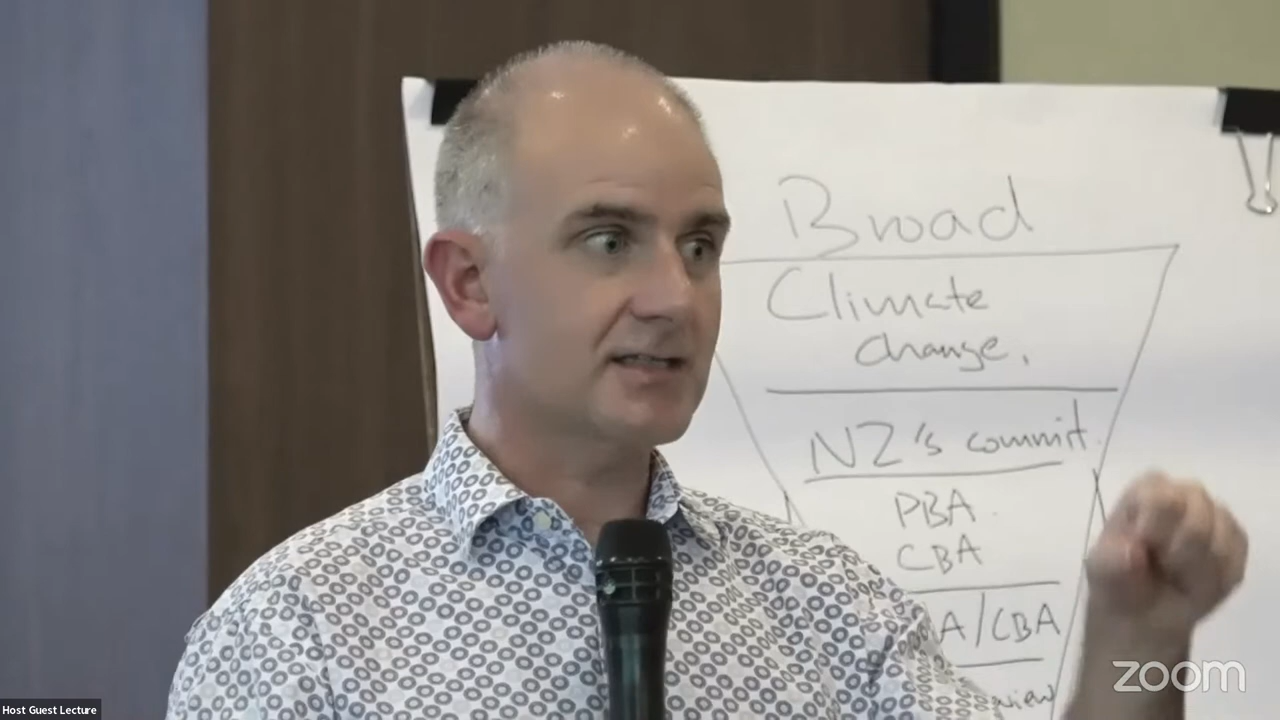 Broad
Climate
change.
NZ's commit.
PBA
CBA
A/CBA
zoom
Host Guest Lecture